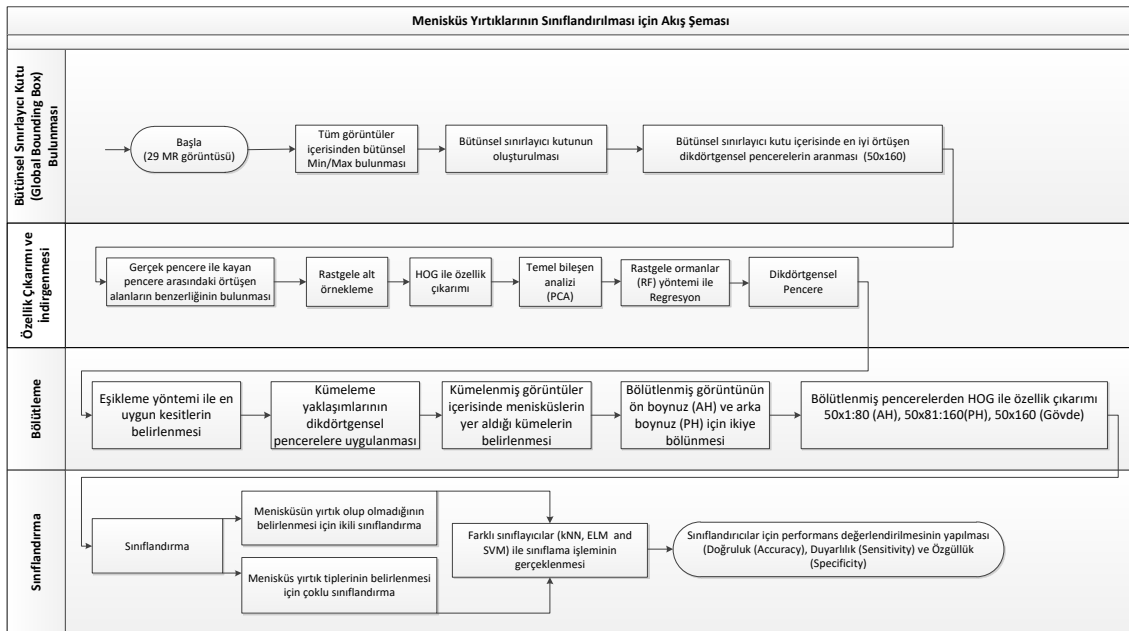 Menisküs Yırtıklarının Sınıflandırılması için Akış Şeması
Bütünsel Sınırlayıcı Kutu
(Global Bounding Box)
Bulunması
Başla
(29 MR görüntüsü)
Tüm görüntüler
içerisinden bütünsel
Min/Max bulunması
Bütünsel sınırlayıcı kutunun
oluşturulması
Bütünsel sınırlayıcı kutu içerisinde en iyi örtüşen
dikdörtgensel pencerelerin aranması (50x160)
Özellik Çıkarımı ve
İndirgenmesi
Gerçek pencere ile kayan
pencere arasındaki örtüşen
alanların benzerliğinin bulunması
Rastgele alt
örnekleme
HOG ile özellik
çıkarımı
Temel bileşen
analizi
(PCA)
Rastgele ormanlar
(RF) yöntemi ile
Regresyon
Dikdörtgensel
Pencere
Bölütleme
Eşikleme yöntemi ile en
uygun kesitlerin
belirlenmesi
Kümeleme
yaklaşımlarının
dikdörtgensel
pencerelere uygulanması
Kümelenmiş görüntüler
içerisinde menisküslerin
yer aldığı kümelerin
belirlenmesi
Bölütlenmiş görüntünün
ön boynuz (AH) ve arka
boynuz (PH) için ikiye
bölünmesi
Bölütlenmiş pencerelerden HOG ile özellik çıkarımı
50x1:80 (AH), 50x81:160(PH), 50x160 (Gövde)
Sınıflandırma
Sınıflandırma
Menisküsün yırtık olup olmadığının
belirlenmesi için ikili sınıflandırma
Menisküs yırtık tiplerinin belirlenmesi
için çoklu sınıflandırma
Farklı sınıflayıcılar (kNN, ELM and
SVM) ile sınıflama işleminin
gerçeklenmesi
Sınıflandırıcılar için performans değerlendirilmesinin yapılması
(Doğruluk (Accuracy), Duyarlılık (Sensitivity) ve Özgüllük
(Specificity)